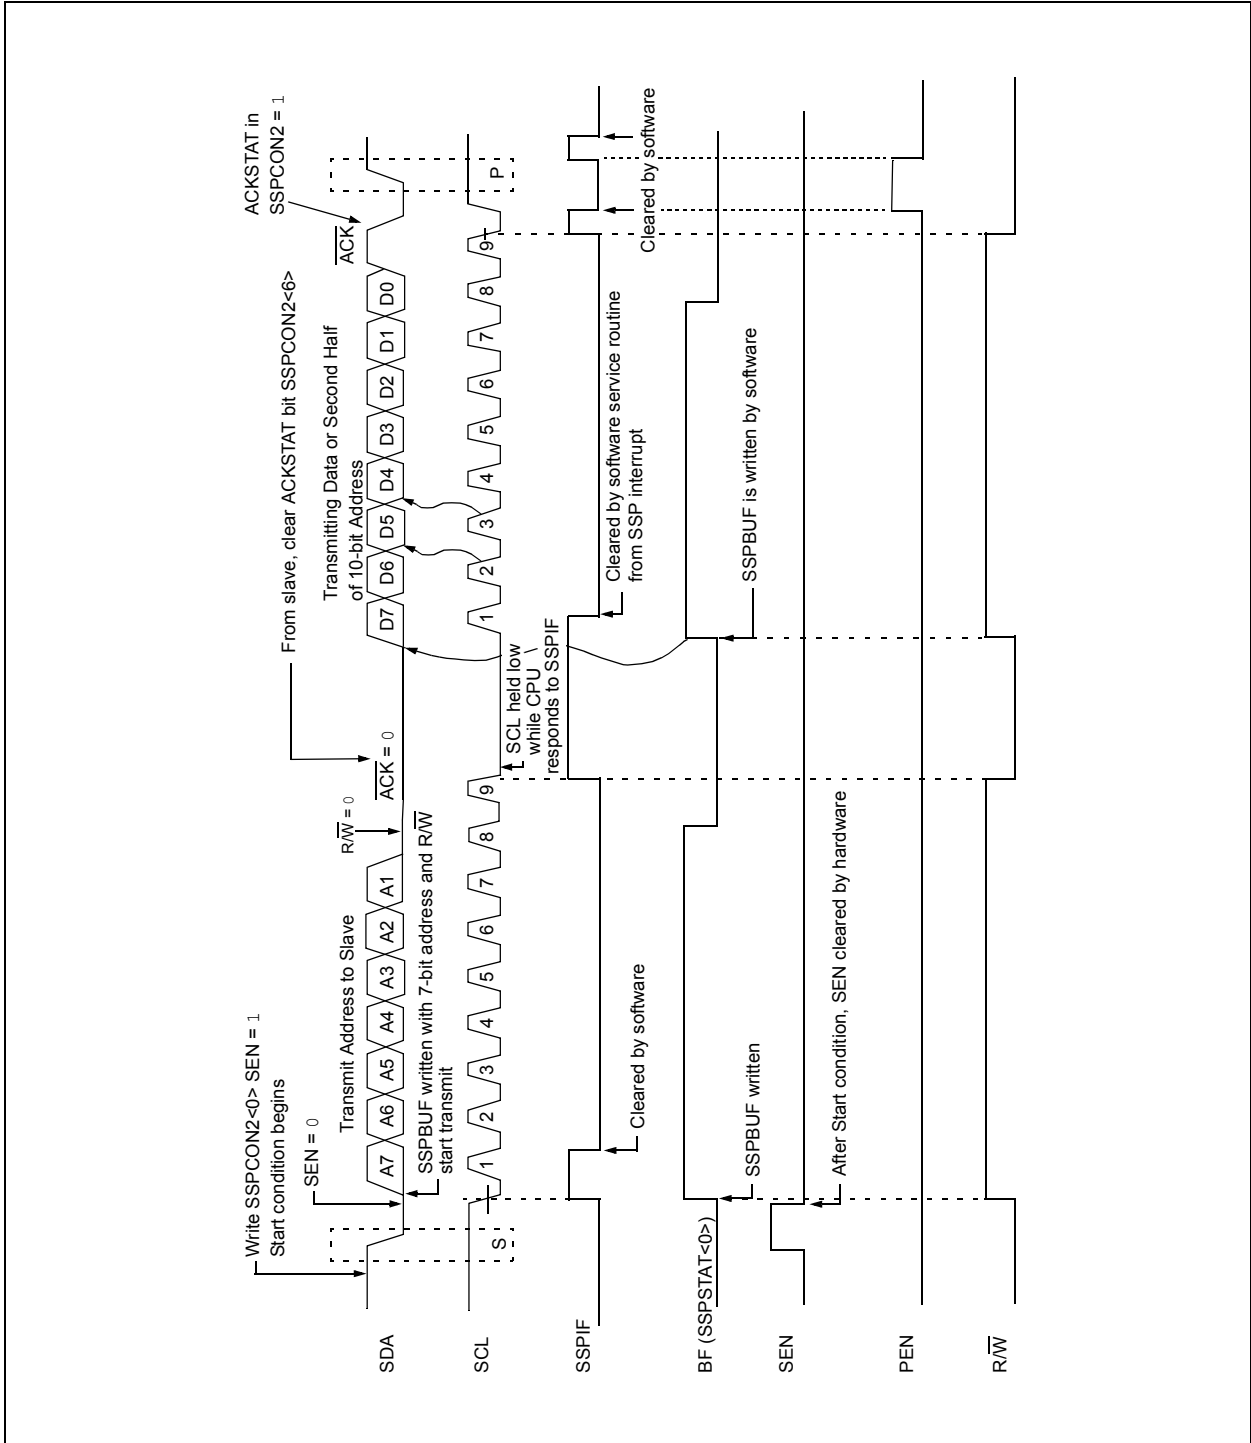 Write SSPCON2<0> SEN = 1
Start condition begins
SEN = 0
Transmit Address to Slave
R/W = 0
From slave, clear ACKSTAT bit SSPCON2<6>
ACK = 0
Transmitting Data or Second Half
of 10-bit Address
ACKSTAT in
SSPCON2 = 1
ACK
SDA
A7 A6 A5 A4 A3 A2 A1
D7 D6 D5 D4 D3 D2 D1 D0
SSPBUF written with 7-bit address and R/W
start transmit
SCL
S
1 2 3 4 5 6 7 8 9
1 2 3 4 5 6 7 8 9
P
SCL held low
while CPU
responds to SSPIF
SSPIF
Cleared by software
Cleared by software service routine
from SSP interrupt
Cleared by software
BF (SSPSTAT<0>)
SSPBUF written
SSPBUF is written by software
SEN
After Start condition, SEN cleared by hardware
PEN
R/W